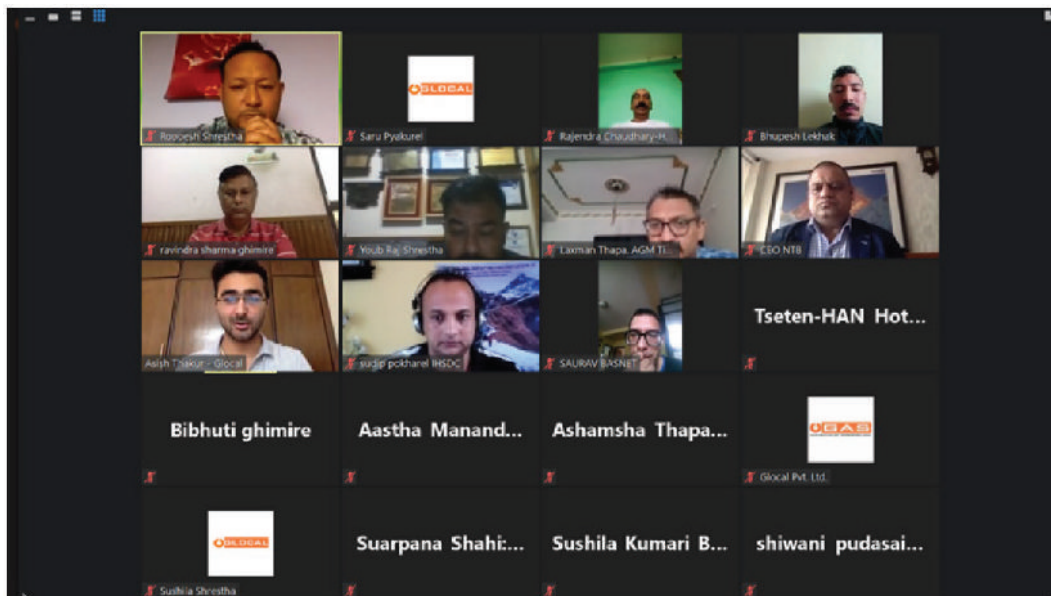 Roopesh Shrestha
GLOCAL
Saru Pyakurel
Rajendra Chaudhary-H...
Bhupesh Lekhak
ravindra sharma ghimire
Youb Raj Shrestha
Laxman Thapa, AGM Ti...
CEO NTB
Asish Thakur - Glocal
sudip pokharel IHSDC
SAURAV BASNET
Tseten-HAN Hot...
Bibhuti ghimire
Aastha Manand...
Ashamsha Thapa...
GAS
Glocal Pvt. Ltd.
GLOCAL
Sushila Shrestha
Suarpana Shahi:...
Sushila Kumari B...
shiwani pudasai...